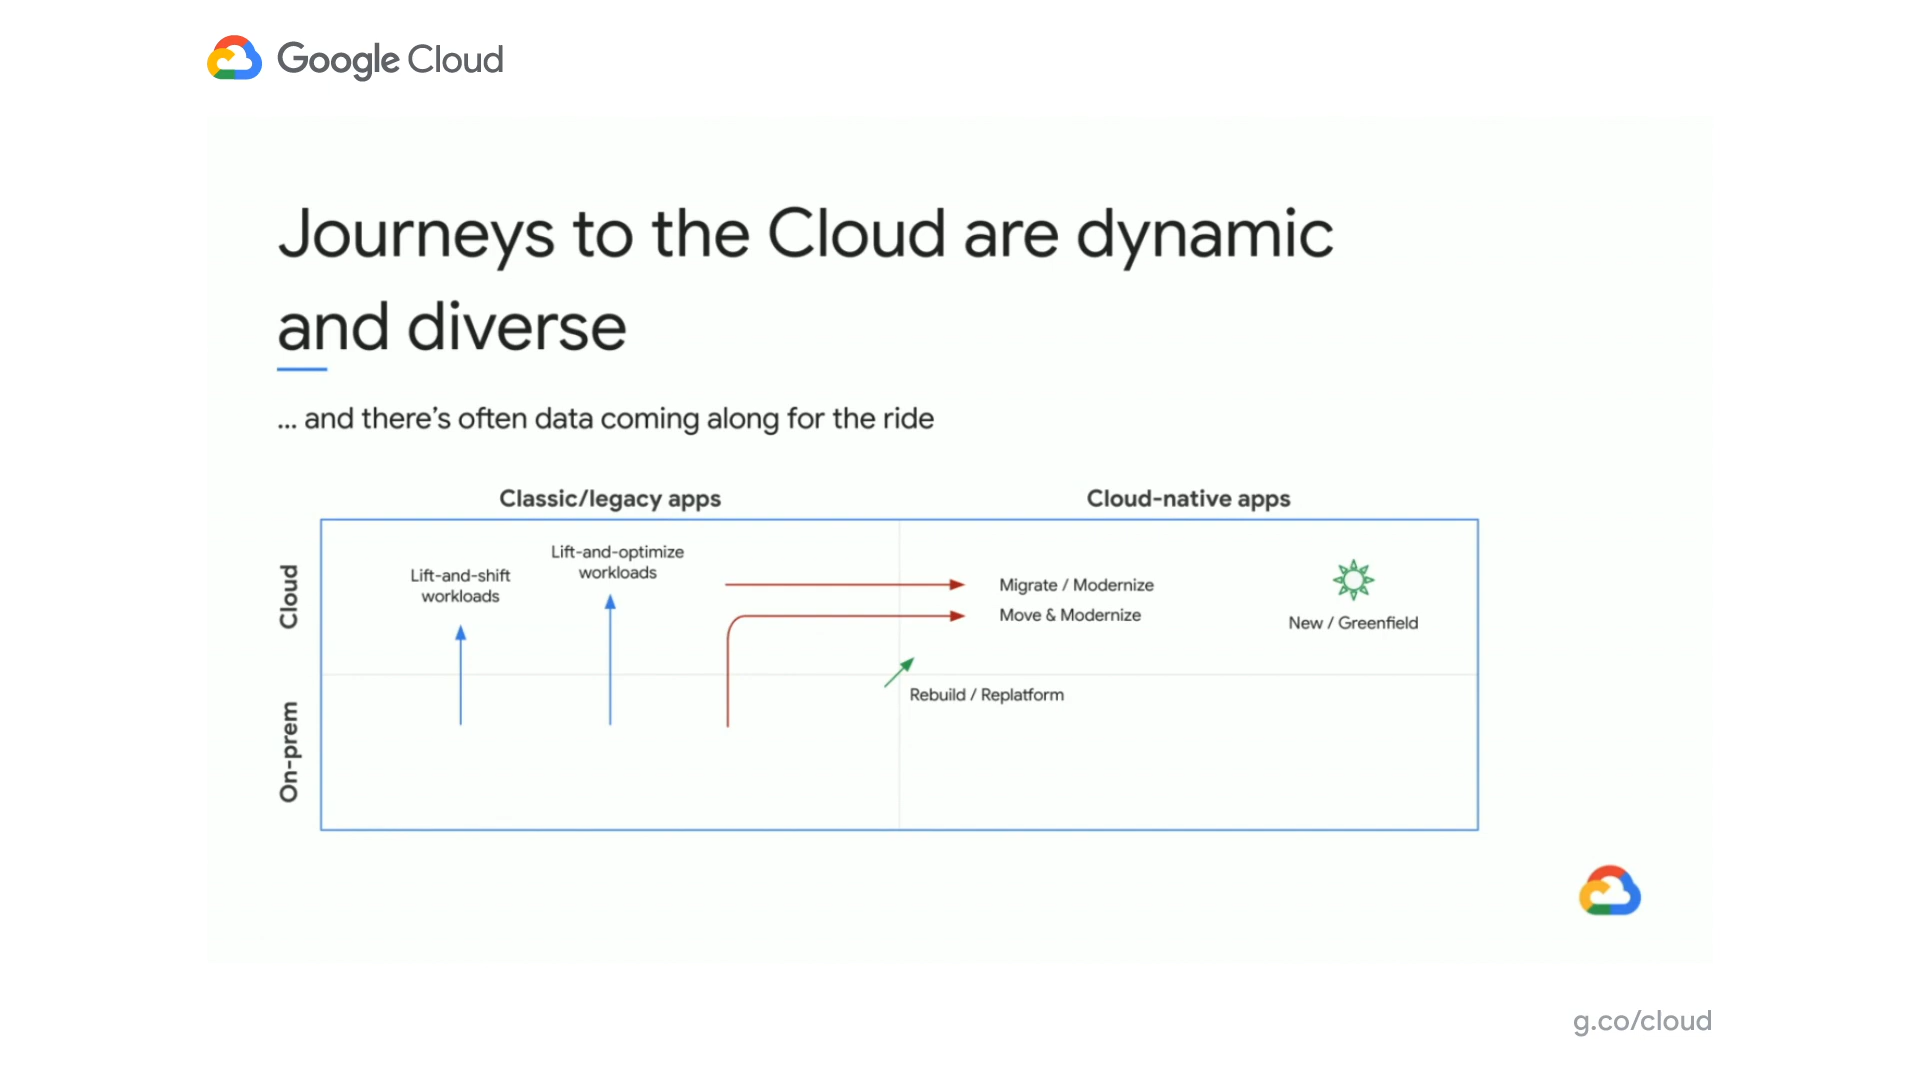 Google Cloud
Journeys to the Cloud are dynamic
and diverse
... and there's often data coming along for the ride
Classic/legacy apps
Cloud-native apps
Cloud
Lift-and-shift
workloads
Lift-and-optimize
workloads
Migrate / Modernize
Move & Modernize
New / Greenfield
Rebuild / Replatform
On-prem
g.co/cloud